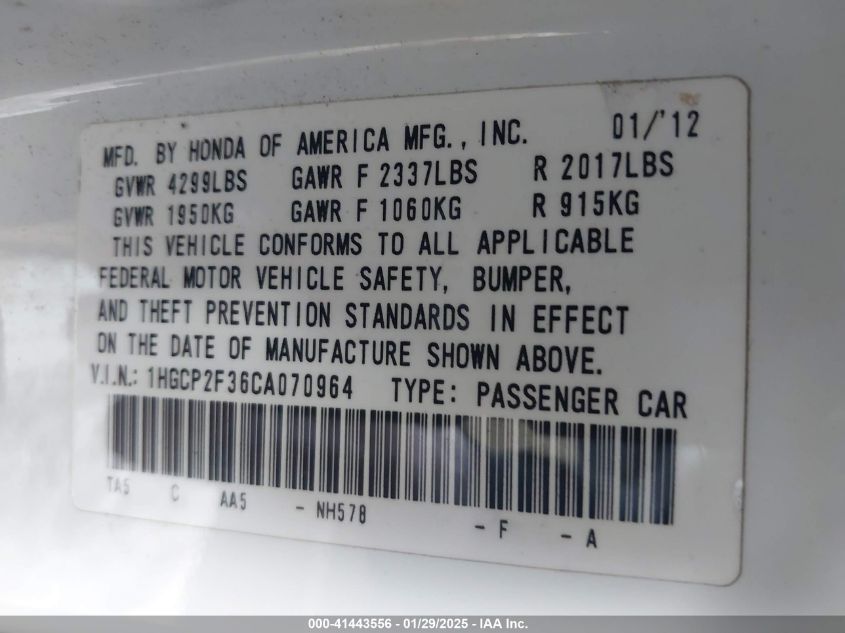 MFD. BY HONDA OF AMERICA MFG., INC. 01/'12
GVWR 4299LBS GAWR F 2337LBS R 2017LBS
GVWR 1950KG GAWR F 1060KG R 915KG
THIS VEHICLE CONFORMS TO ALL APPLICABLE
FEDERAL MOTOR VEHICLE SAFETY, BUMPER,
AND THEFT PREVENTION STANDARDS IN EFFECT
ON THE DATE OF MANUFACTURE SHOWN ABOVE.
V.I.N.: 1HGCP2F36CA070964 TYPE: PASSENGER CAR
TA5 C AA5 - NH578 - F - A
000-41443556 - 01/29/2025 - IAA Inc.